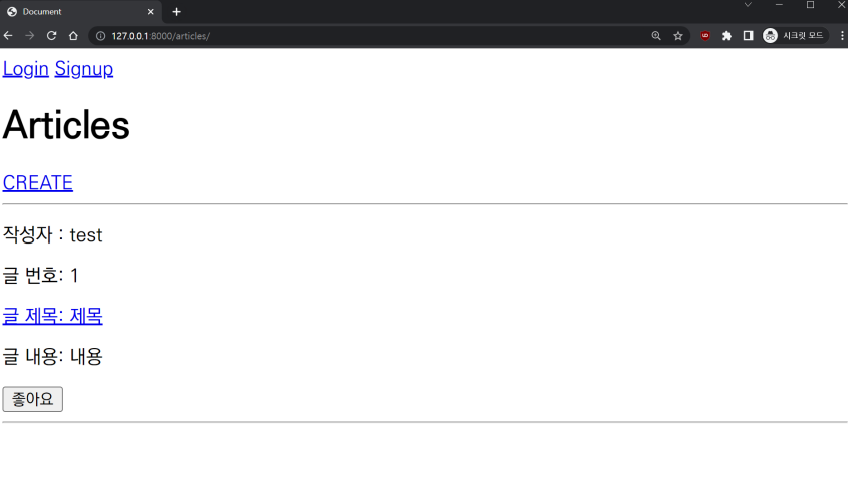 Document
127.0.0.1:8000/articles/
시크릿 모드
Login Signup
Articles
CREATE
작성자 : test
글 번호: 1
글 제목: 제목
글 내용: 내용
좋아요